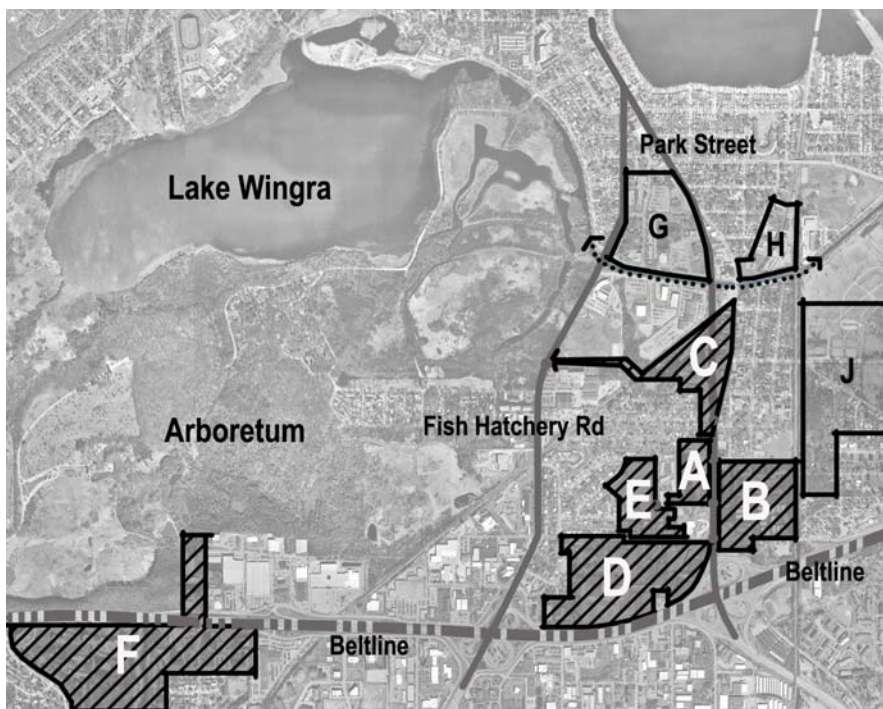 Park Street
Lake Wingra
G
H
C
J
Arboretum
Fish Hatchery Rd
A
E
B
D
Beltline
F
Beltline